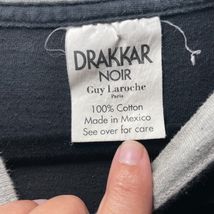 DRAKKAR
NOIR
Guy Laroche
Paris
100% Cotton
Made in Mexico
See over for care